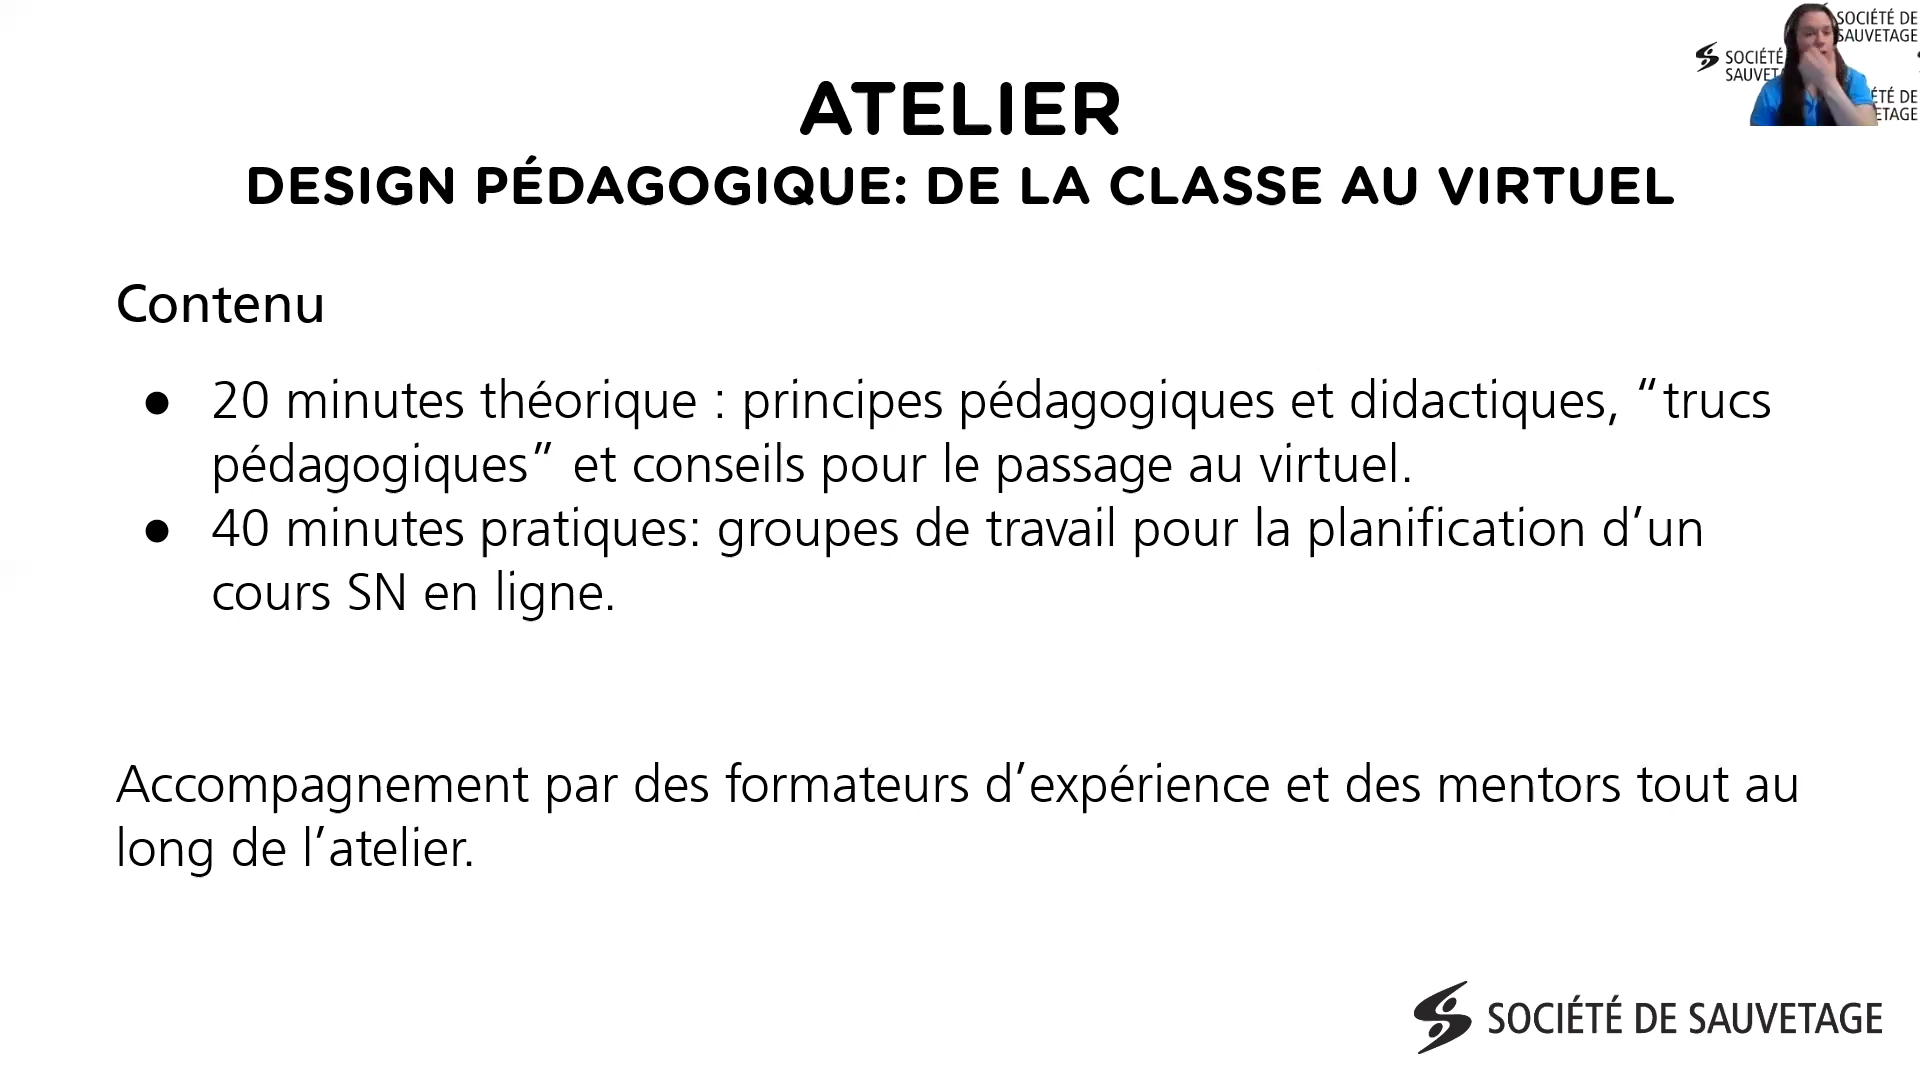 SOCIÉTÉ DE
SAUVETAGE
SOCIÉTÉ
ATELIER
DESIGN PÉDAGOGIQUE: DE LA CLASSE AU VIRTUEL
Contenu
● 20 minutes théorique : principes pédagogiques et didactiques, “trucs
pédagogiques” et conseils pour le passage au virtuel.
● 40 minutes pratiques: groupes de travail pour la planification d’un
cours SN en ligne.
Accompagnement par des formateurs d’expérience et des mentors tout au
long de l’atelier.
SOCIÉTÉ DE SAUVETAGE